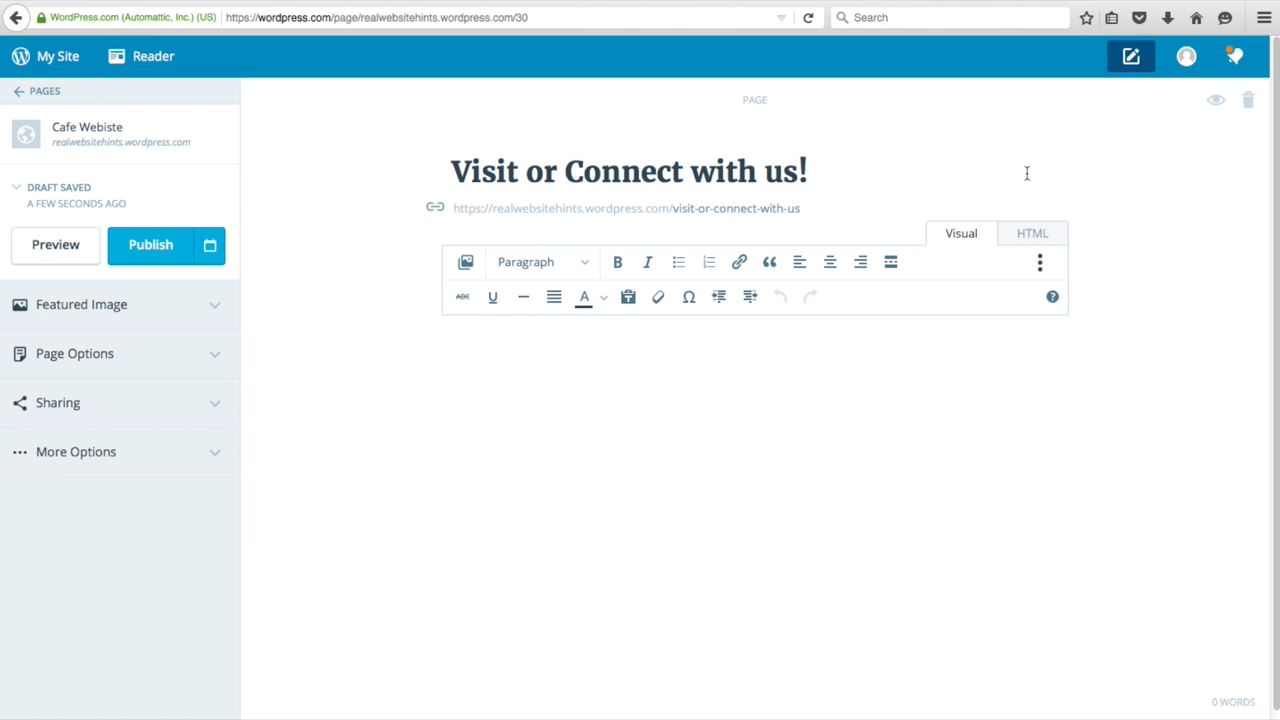 WordPress.com (Automattic, Inc.) (US)
https://wordpress.com/page/realwebsitehints.wordpress.com/30
Search
My Site
Reader
PAGES
PAGE
Cafe Webiste
realwebsitehints.wordpress.com
Visit or Connect with us!
DRAFT SAVED
A FEW SECONDS AGO
https://realwebsitehints.wordpress.com/visit-or-connect-with-us
Visual
HTML
Preview
Publish
Paragraph
B
I
ABC
U
A
Ω
?
Featured Image
Page Options
Sharing
More Options
0 WORDS